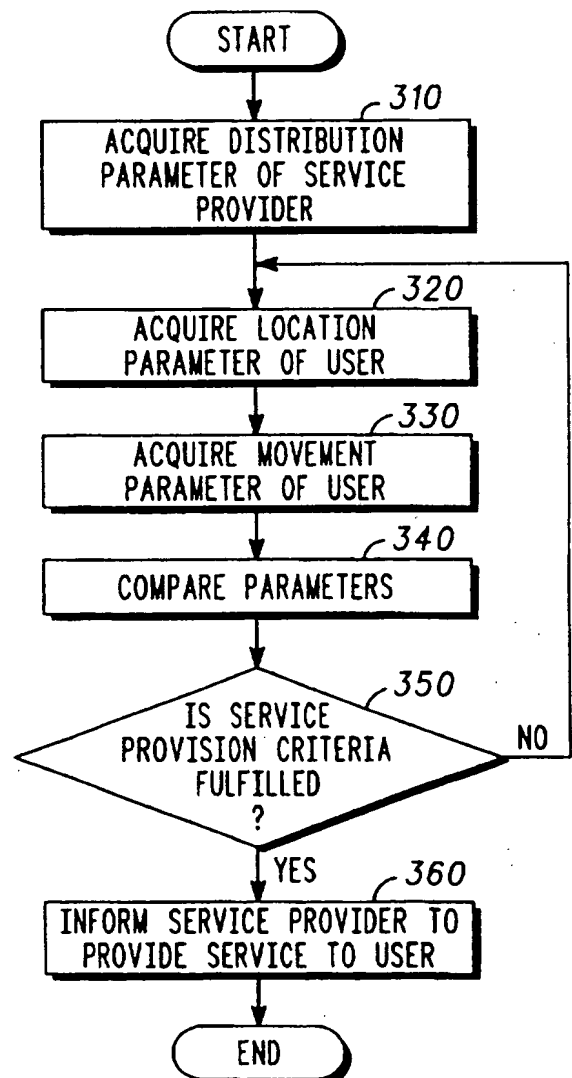 START
310
ACQUIRE DISTRIBUTION
PARAMETER OF SERVICE
PROVIDER
320
ACQUIRE LOCATION
PARAMETER OF USER
330
ACQUIRE MOVEMENT
PARAMETER OF USER
340
COMPARE PARAMETERS
350
IS SERVICE
PROVISION CRITERIA
FULFILLED
?
NO
YES
360
INFORM SERVICE PROVIDER TO
PROVIDE SERVICE TO USER
END